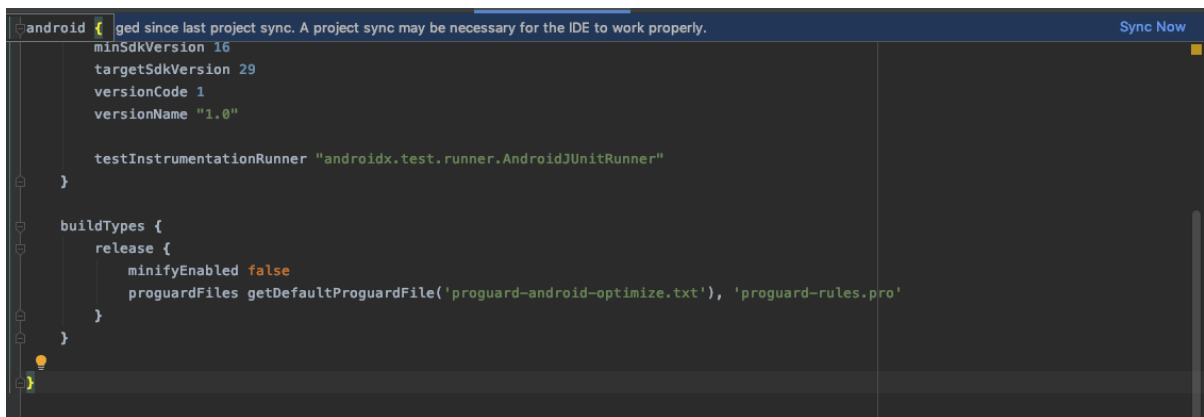 android { ged since last project sync. A project sync may be necessary for the IDE to work properly. Sync Now
minSdkVersion 16
targetSdkVersion 29
versionCode 1
versionName "1.0"
testInstrumentationRunner "androidx.test.runner.AndroidJUnitRunner"
}
buildTypes {
release {
minifyEnabled false
proguardFiles getDefaultProguardFile('proguard-android-optimize.txt'), 'proguard-rules.pro'
}
}
}